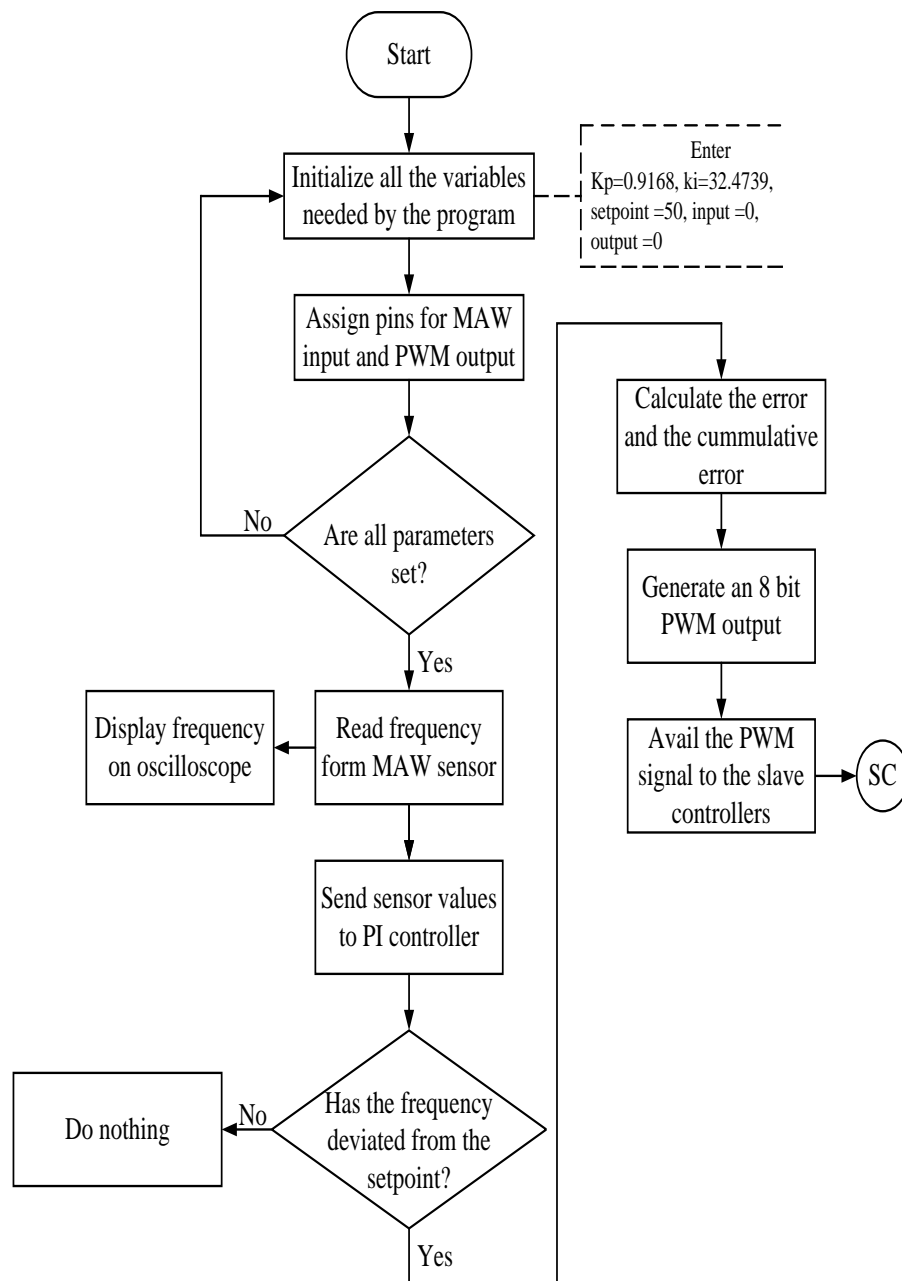 Start
Initialize all the variables
needed by the program
Enter
Kp=0.9168, ki=32.4739,
setpoint =50, input =0,
output =0
Assign pins for MAW
input and PWM output
Are all parameters
set?
No
Yes
Read frequency
form MAW sensor
Display frequency
on oscilloscope
Send sensor values
to PI controller
Has the frequency
deviated from the
setpoint?
No
Do nothing
Yes
Calculate the error
and the cummulative
error
Generate an 8 bit
PWM output
Avail the PWM
signal to the slave
controllers
SC